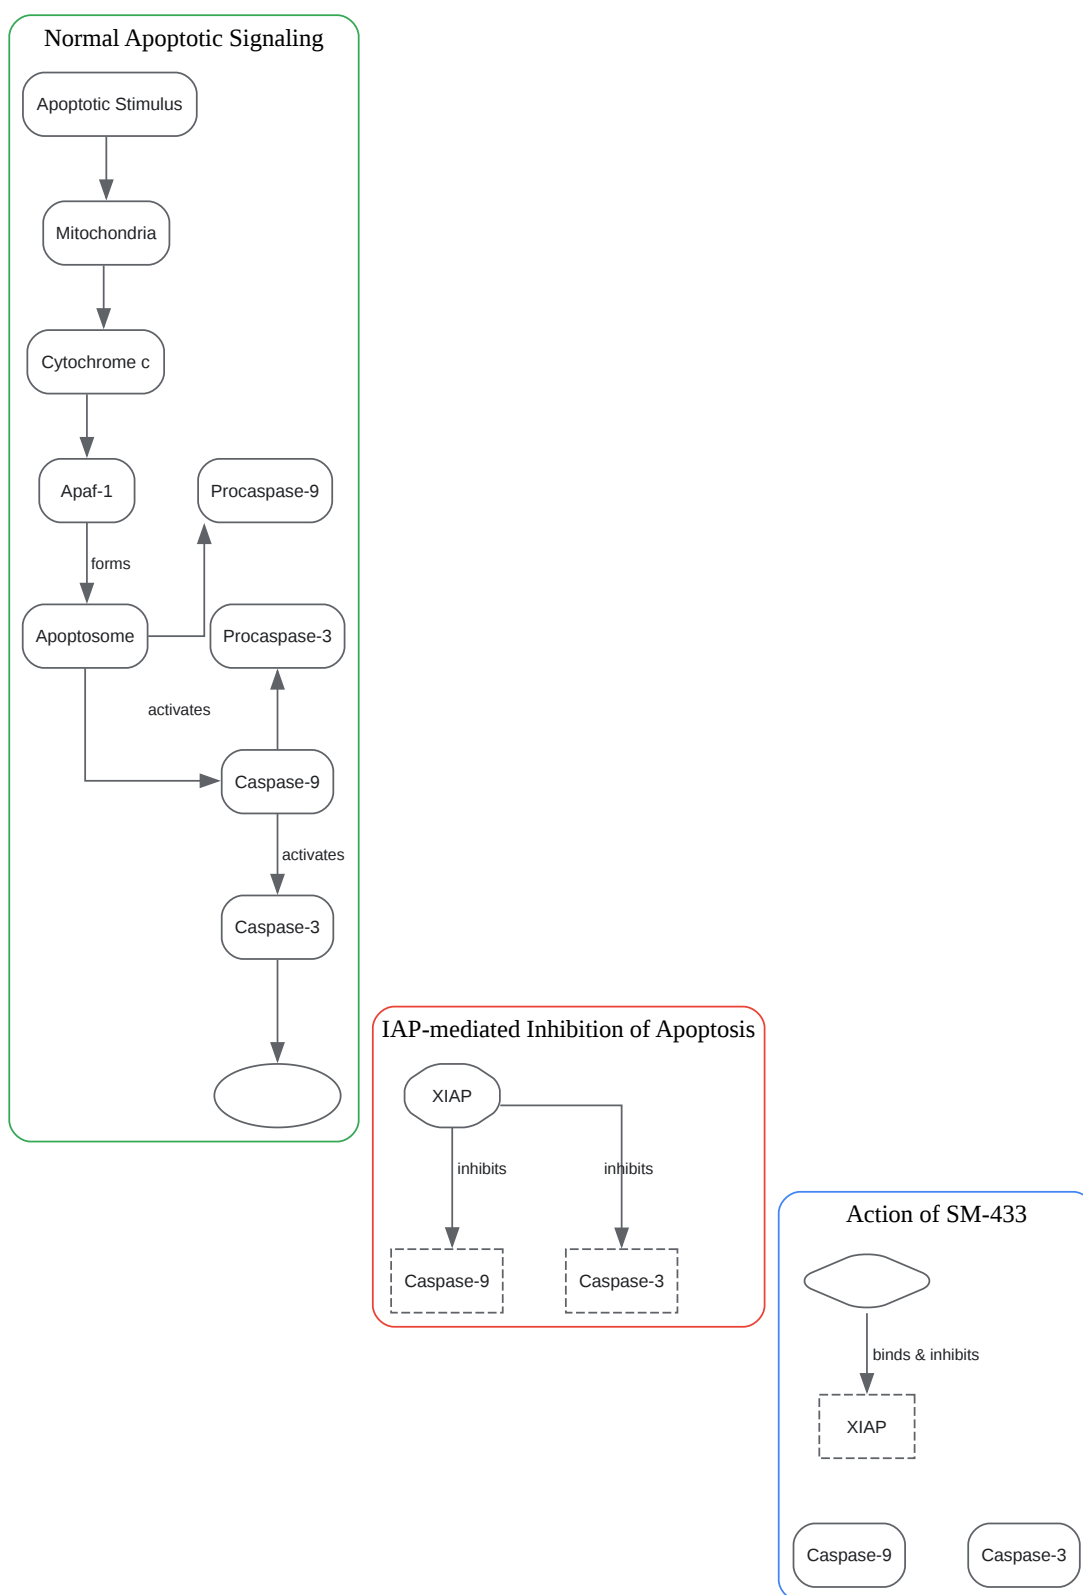 Normal Apoptotic Signaling
Apoptotic Stimulus
Mitochondria
Cytochrome c
Apaf-1
Procaspase-9
forms
Apoptosome
Procaspase-3
activates
Caspase-9
activates
Caspase-3
IAP-mediated Inhibition of Apoptosis
XIAP
inhibits
inhibits
Caspase-9
Caspase-3
Action of SM-433
binds & inhibits
XIAP
Caspase-9
Caspase-3